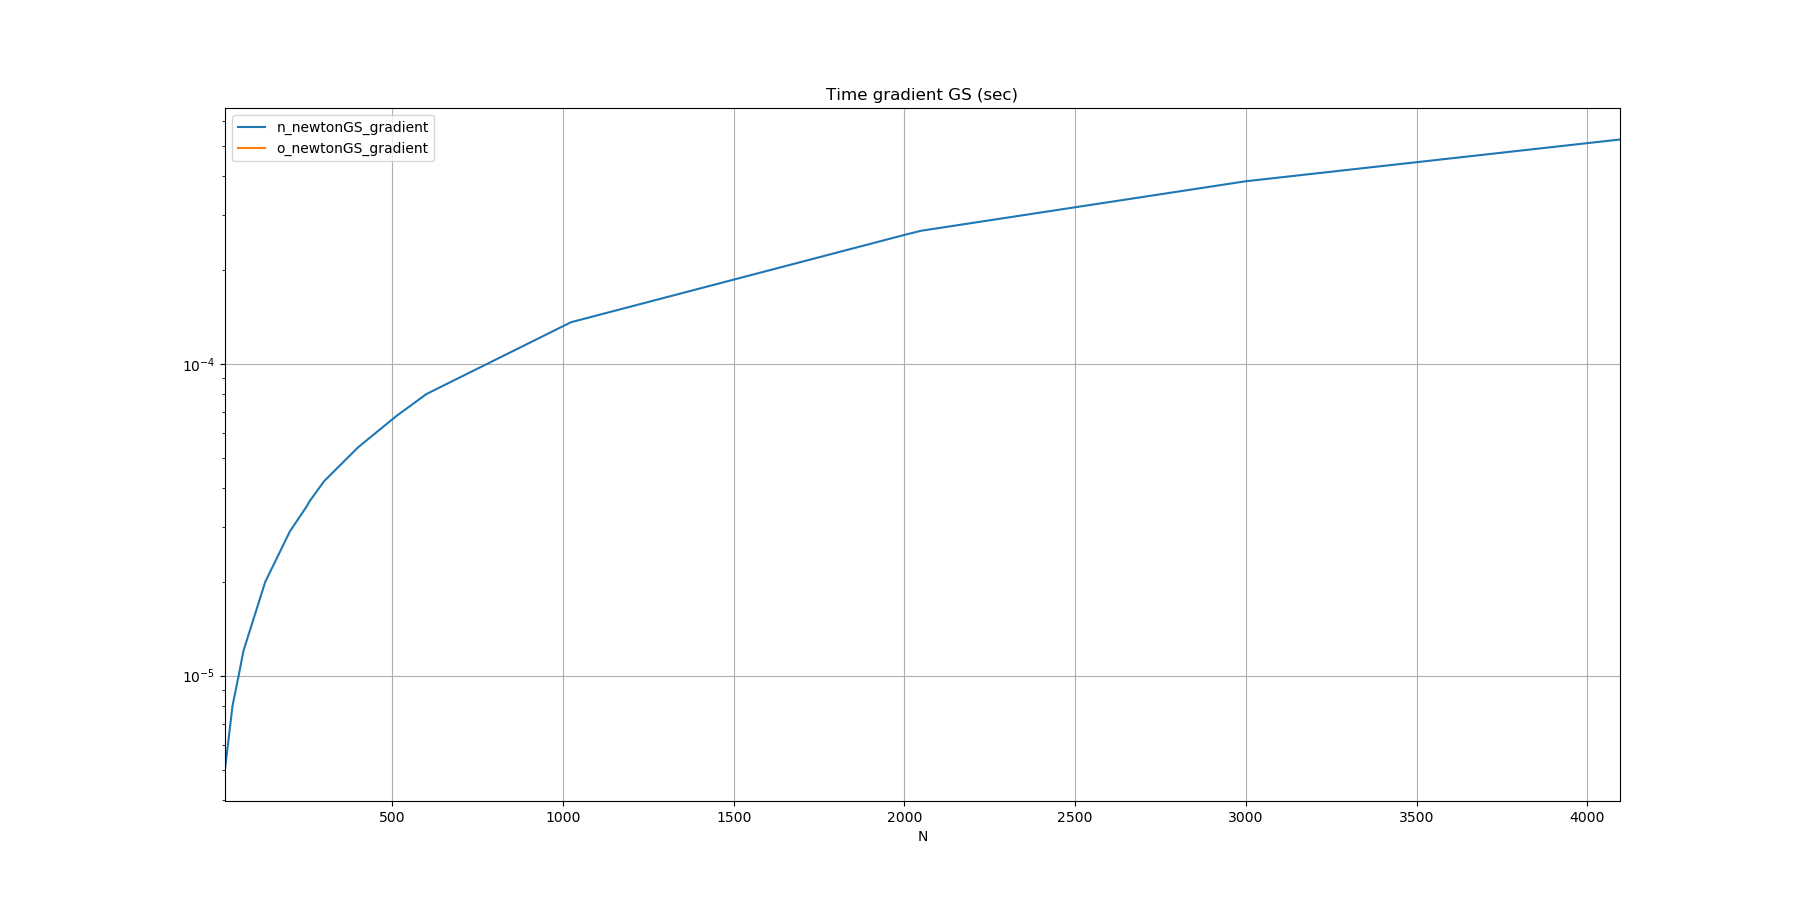 Time gradient GS (sec)
n_newtonGS_gradient
o_newtonGS_gradient
10⁻⁴
10⁻⁵
500 1000 1500 2000 2500 3000 3500 4000
N